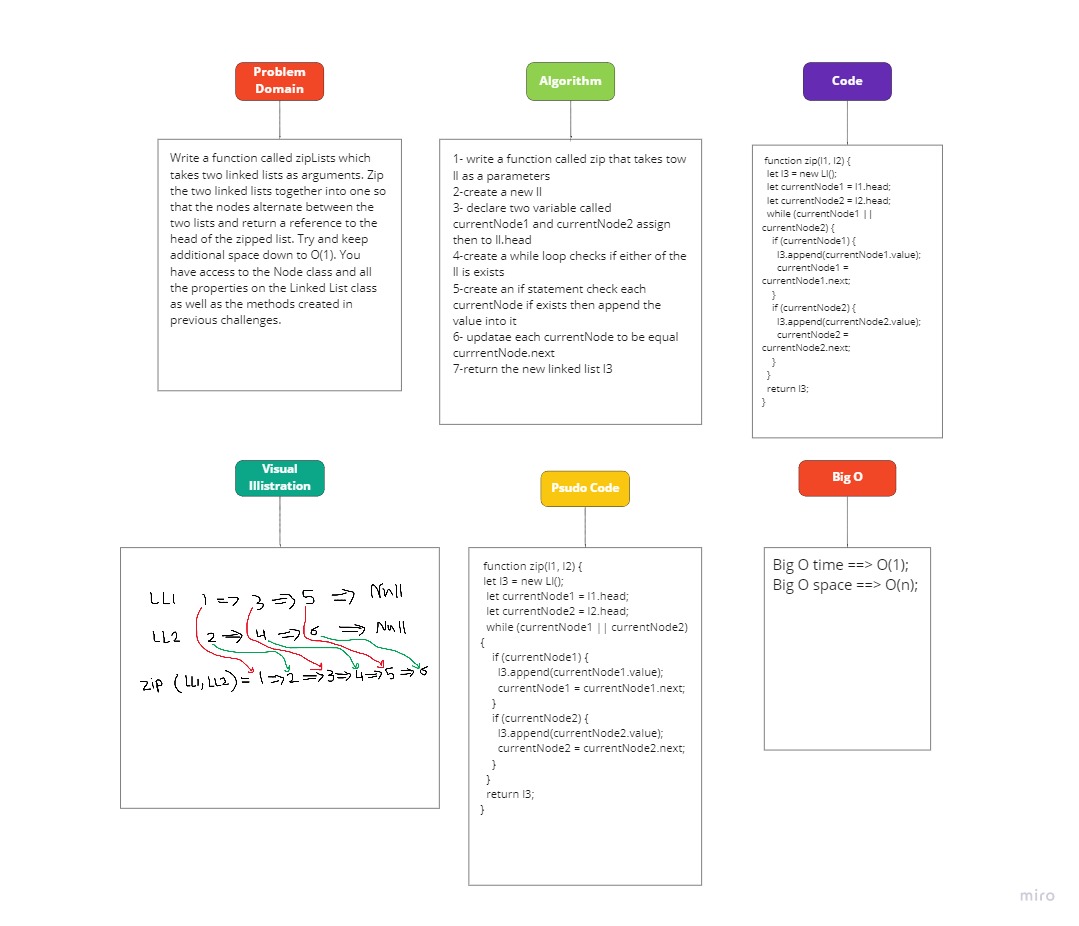 Problem
Domain
Write a function called zipLists which
takes two linked lists as arguments. Zip
the two linked lists together into one so
that the nodes alternate between the
two lists and return a reference to the
head of the zipped list. Try and keep
additional space down to O(1). You
have access to the Node class and all
the properties on the Linked List class
as well as the methods created in
previous challenges.
Algorithm
1- write a function called zip that takes tow
ll as a parameters
2-create a new ll
3- declare two variable called
currentNode1 and currentNode2 assign
then to ll.head
4-create a while loop checks if either of the
ll is exists
5-create an if statement check each
currentNode if exists then append the
value into it
6- updatae each currentNode to be equal
currrentNode.next
7-return the new linked list l3
Code
function zip(l1, l2) {
let l3 = new Ll();
let currentNode1 = l1.head;
let currentNode2 = l2.head;
while (currentNode1 ||
currentNode2) {
if (currentNode1) {
l3.append(currentNode1.value);
currentNode1 =
currentNode1.next;
}
if (currentNode2) {
l3.append(currentNode2.value);
currentNode2 =
currentNode2.next;
}
}
return l3;
}
Visual
Illistration
LL1 1 => 3 => 5 => Null
LL2 2 => 4 => 6 => Null
zip (LL1, LL2) = 1 => 2 => 3 => 4 => 5 => 6
Psudo Code
function zip(l1, l2) {
let l3 = new Ll();
let currentNode1 = l1.head;
let currentNode2 = l2.head;
while (currentNode1 || currentNode2)
{
if (currentNode1) {
l3.append(currentNode1.value);
currentNode1 = currentNode1.next;
}
if (currentNode2) {
l3.append(currentNode2.value);
currentNode2 = currentNode2.next;
}
}
return l3;
}
Big O
Big O time ==> O(1);
Big O space ==> O(n);
miro